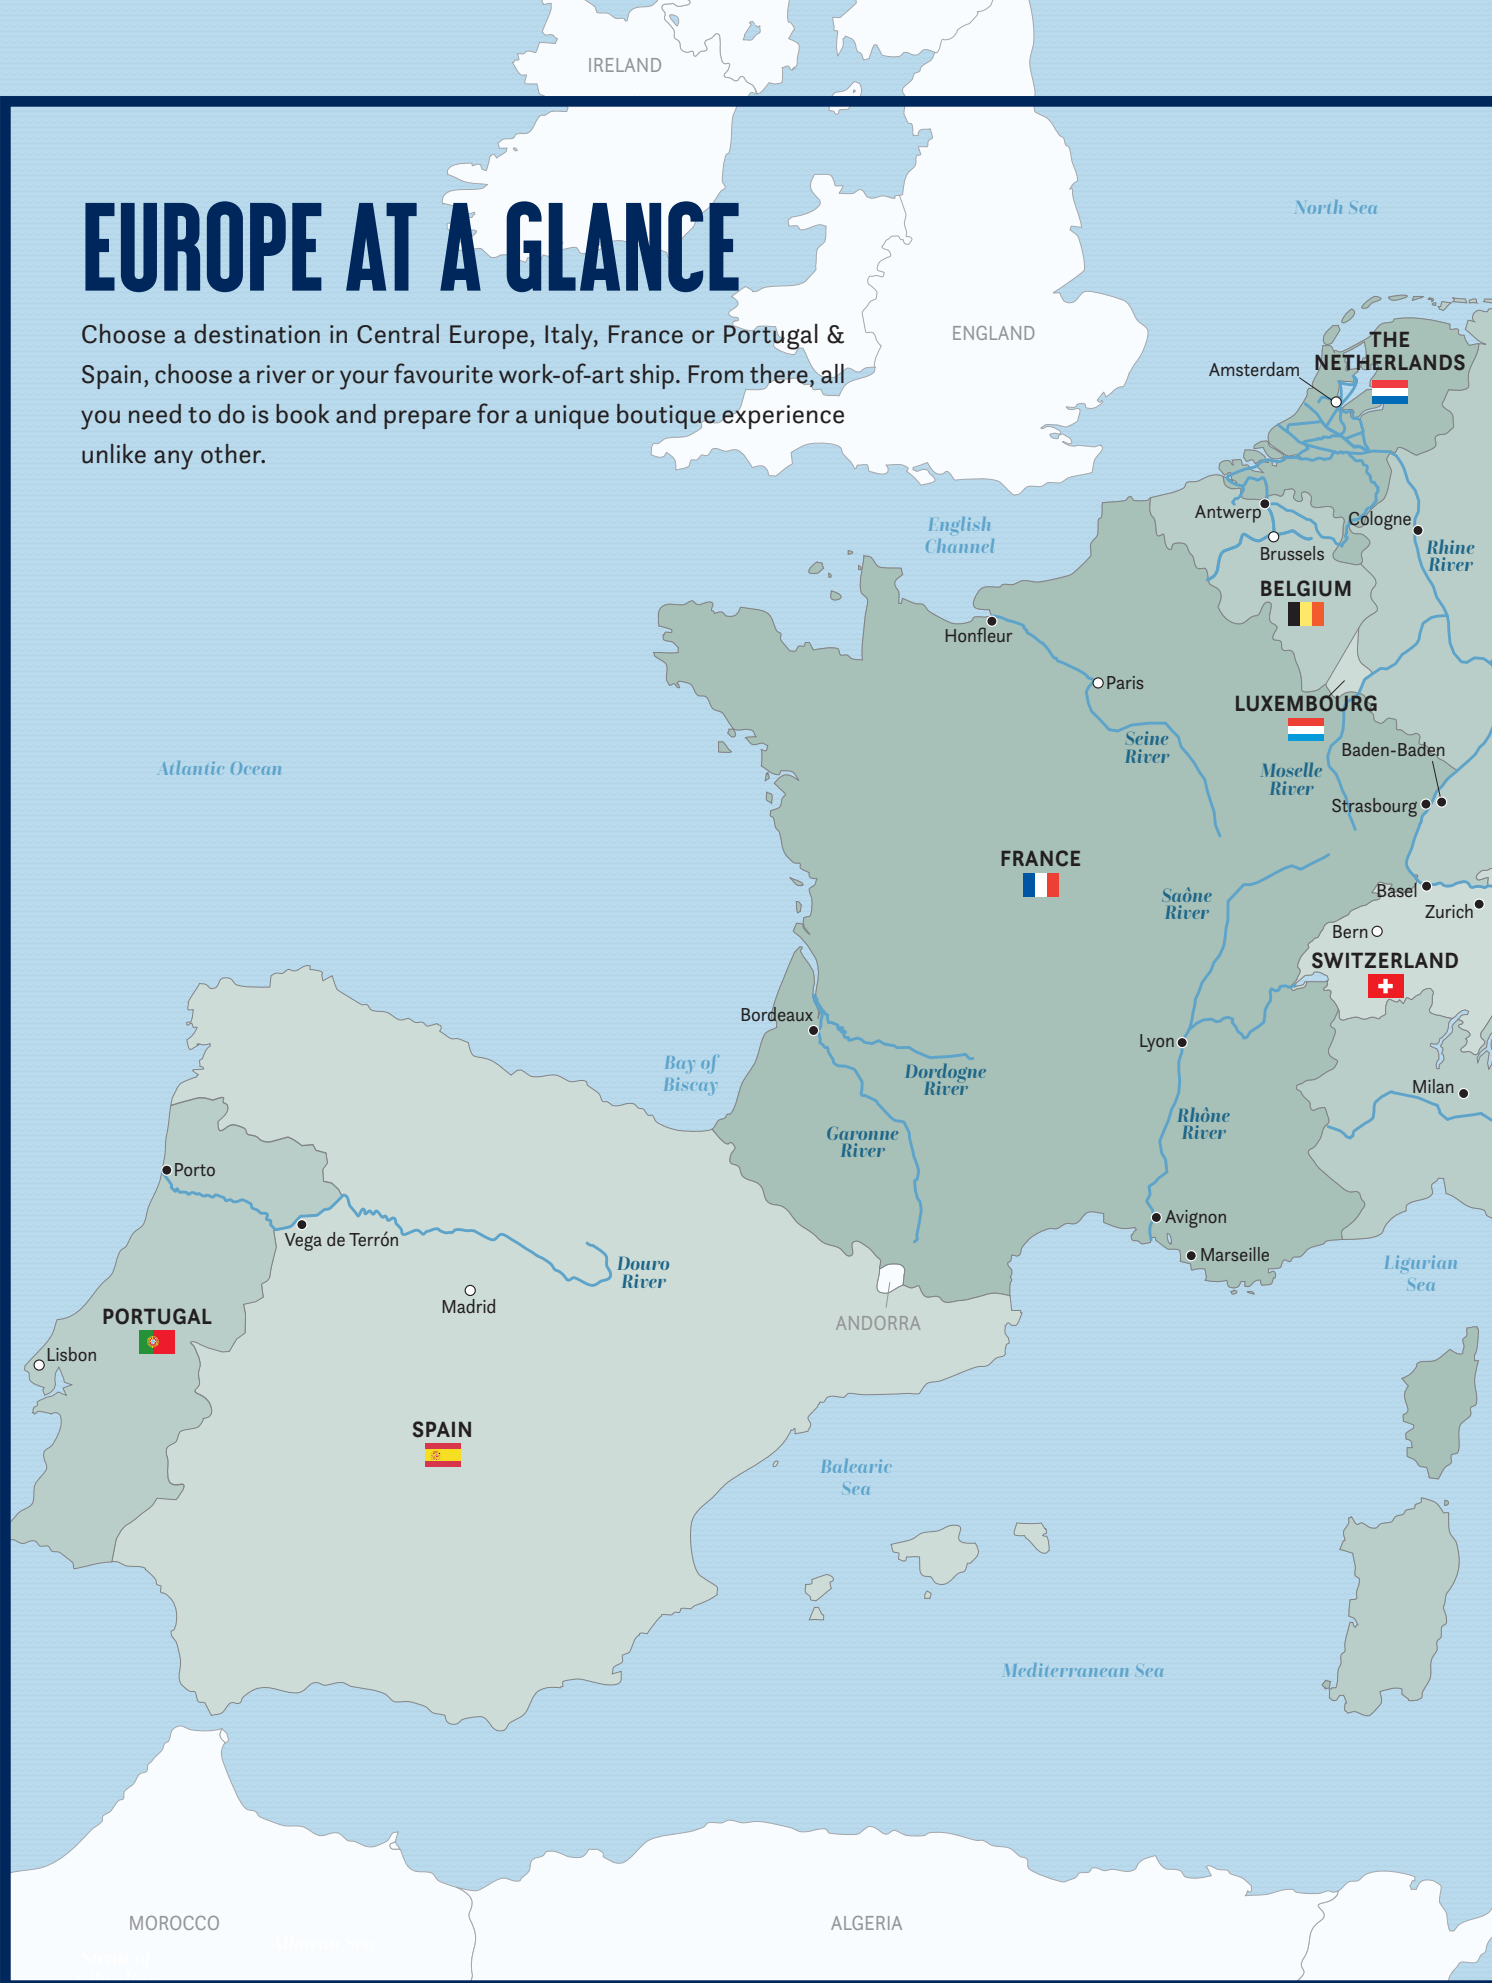 IRELAND
EUROPE AT A GLANCE
Choose a destination in Central Europe, Italy, France or Portugal &
Spain, choose a river or your favourite work-of-art ship. From there, all
you need to do is book and prepare for a unique boutique experience
unlike any other.
North Sea
ENGLAND
THE
NETHERLANDS
Amsterdam
English
Channel
Antwerp
Cologne
Brussels
Rhine
River
BELGIUM
Honfleur
Paris
LUXEMBOURG
Seine
River
Baden-Baden
Atlantic Ocean
Moselle
River
Strasbourg
FRANCE
Saône
River
Basel
Zurich
Bern
SWITZERLAND
Bordeaux
Lyon
Bay of
Biscay
Dordogne
River
Milan
Garonne
River
Rhône
River
Porto
Avignon
Vega de Terrón
Marseille
Douro
River
Ligurian
Sea
Madrid
PORTUGAL
ANDORRA
Lisbon
SPAIN
Balearic
Sea
Mediterranean Sea
MOROCCO
ALGERIA